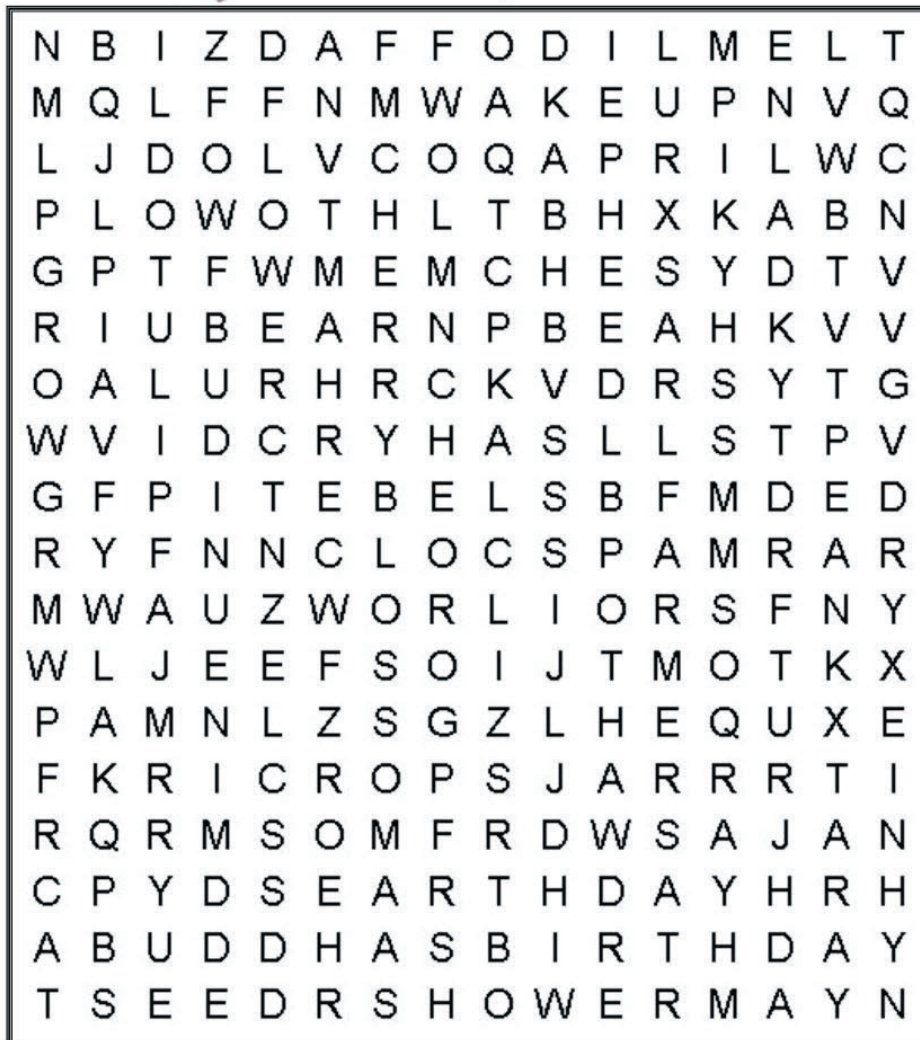 N B I Z D A F F O D I L M E L T
M Q L F F N M W A K E U P N V Q
L J D O L V C O Q A P R I L W C
P L O W O T H L T B H X K A B N
G P T F W M E M C H E S Y D T V
R I U B E A R N P B E A H K V V
O A L U R H R C K V D R S Y T G
W V I D C R Y H A S L L S T P V
G F P I T E B E L S B F M D E D
R Y F N N C L O C S P A M R A R
M W A U Z W O R L I O R S F N Y
W L J E E F S O I J T M O T K X
P A M N L Z S G Z L H E Q U X E
F K R I C R O P S J A R R R T I
R Q R M S O M F R D W S A J A N
C P Y D S E A R T H D A Y H R H
A B U D D H A S B I R T H D A Y
T S E E D R S H O W E R M A Y N